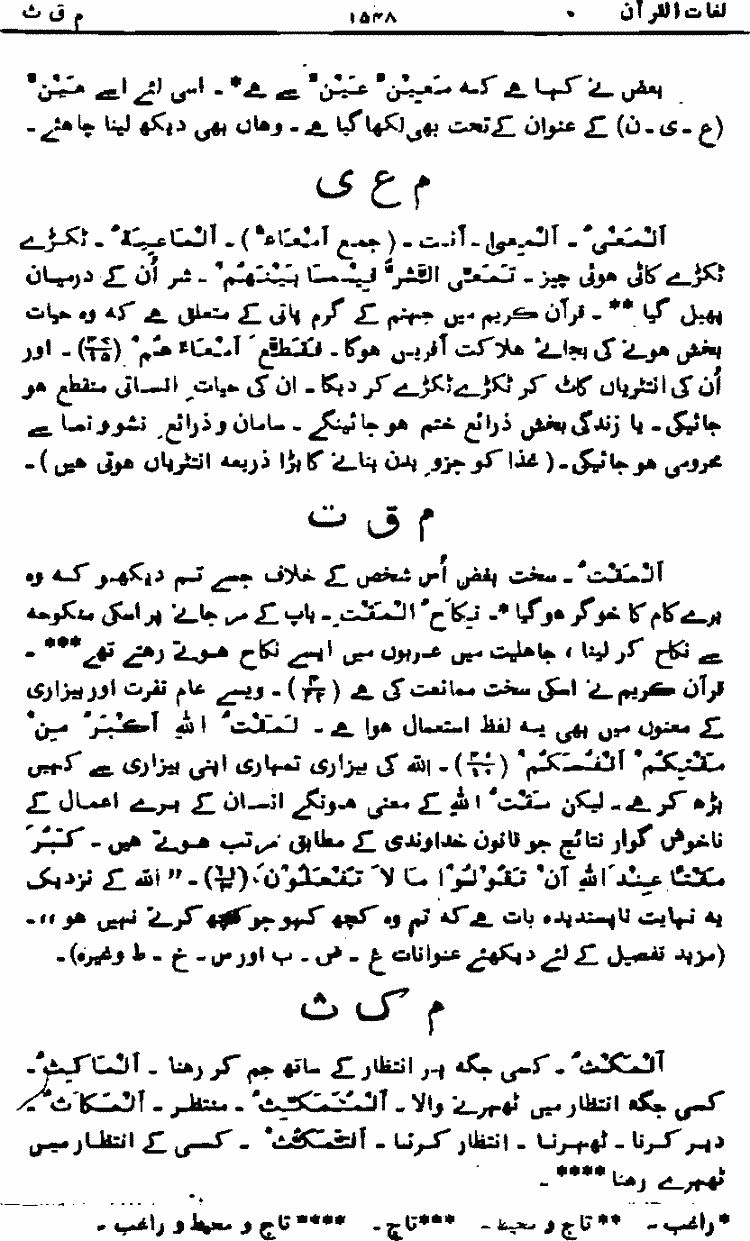 لغات القرآن ۱۵۴۸ م ق ث
بعض نے کہا ہے کہ مَعِیْنٌ عَیْنٌ سے ہے*۔ اسی لئے اسے عَیْنٌ
(ع ۔ ی ۔ ن) کے عنوان کے تحت بھی لکھا گیا ہے ۔ وہاں بھی دیکھ لینا چاہئے ۔
م ع ی
اَلْمَعْیُ ۔ اَلْمِعٰی ۔ آنت ۔ (جمع اَمْعَاءٌ) ۔ اَلْمَاعِیَةُ ۔ ٹکڑے
ٹکڑے کاٹی ہوئی چیز ۔ تَمَعَّی الشَّرُّ فِیْمَا بَیْنَهُمْ ۔ شر اُن کے درمیان
پھیل گیا ** ۔ قرآن کریم میں جہنم کے گرم پانی کے متعلق ہے کہ وہ حیات
بخش ہونے کی بجائے ہلاکت آفریں ہوگا ۔ فَقَطَّعَ اَمْعَاءَ هُمْ (۴۷/۱۵) ۔ اور
اُن کی انتڑیاں کاٹ کر ٹکڑے ٹکڑے کر دیگا ۔ ان کی حیاتِ انسانی منقطع ہو
جائیگی ۔ یا زندگی بخش ذرائع ختم ہو جائینگے ۔ سامان و ذرائعِ نشو و نما سے
محرومی ہو جائیگی ۔ (غذا کو جزوِ بدن بنانے کا بڑا ذریعہ انتڑیاں ہوتی ہیں) ۔
م ق ت
اَلْمَقْتُ ۔ سخت بغض اُس شخص کے خلاف جسے تم دیکھو کہ وہ
برے کام کا خوگر ہوگیا *۔ نِکَاحُ الْمَقْتِ ۔ باپ کے مر جانے پر اسکی منکوحہ
سے نکاح کر لینا ، جاہلیت میں عربوں میں ایسے نکاح ہوتے رہتے تھے *** ۔
قرآن کریم نے اسکی سخت ممانعت کی ہے (۴/۲۲) ۔ ویسے عام نفرت اور بیزاری
کے معنوں میں بھی یہ لفظ استعمال ہوا ہے ۔ لَمَقْتُ اللهِ اَکْبَرُ مِنْ
مَقْتِکُمْ اَنْفُسَکُمْ (۴۰/۱۰) ۔ اللہ کی بیزاری تمہاری اپنی بیزاری سے کہیں
بڑھ کر ہے ۔ لیکن مَقْتُ اللهِ کے معنی ہونگے انسان کے برے اعمال کے
ناخوش گوار نتائج جو قانون خداوندی کے مطابق مرتب ہوتے ہیں ۔ کَبُرَ
مَقْتًا عِنْدَ اللهِ اَنْ تَقُوْلُوْا مَا لَا تَفْعَلُوْنَ (۶۱/۳) ۔ ” اللہ کے نزدیک
یہ نہایت ناپسندیدہ بات ہے کہ تم وہ کچھ کہو جو کچھ کرتے نہیں ہو “ ۔
(مزید تفصیل کے لئے دیکھئے عنوانات غ ۔ ض ۔ ب اور س ۔ خ ۔ ط وغیرہ) ۔
م ک ث
اَلْمَکْثُ ۔ کسی جگہ پر انتظار کے ساتھ جم کر رہنا ۔ اَلْمَاکِیثُ ۔
کسی جگہ انتظار میں ٹھہرنے والا ۔ اَلْمُتَمَکِّثُ ۔ منتظر ۔ اَلْمَکَاثُ ۔
دیر کرنا ۔ ٹھہرنا ۔ انتظار کرنا ۔ اَلتَّمَکُّثُ ۔ کسی کے انتظار میں
ٹھہرے رہنا **** ۔
*راغب ۔ **تاج و محیط ۔ ***تاج ۔ ****تاج و محیط و راغب ۔